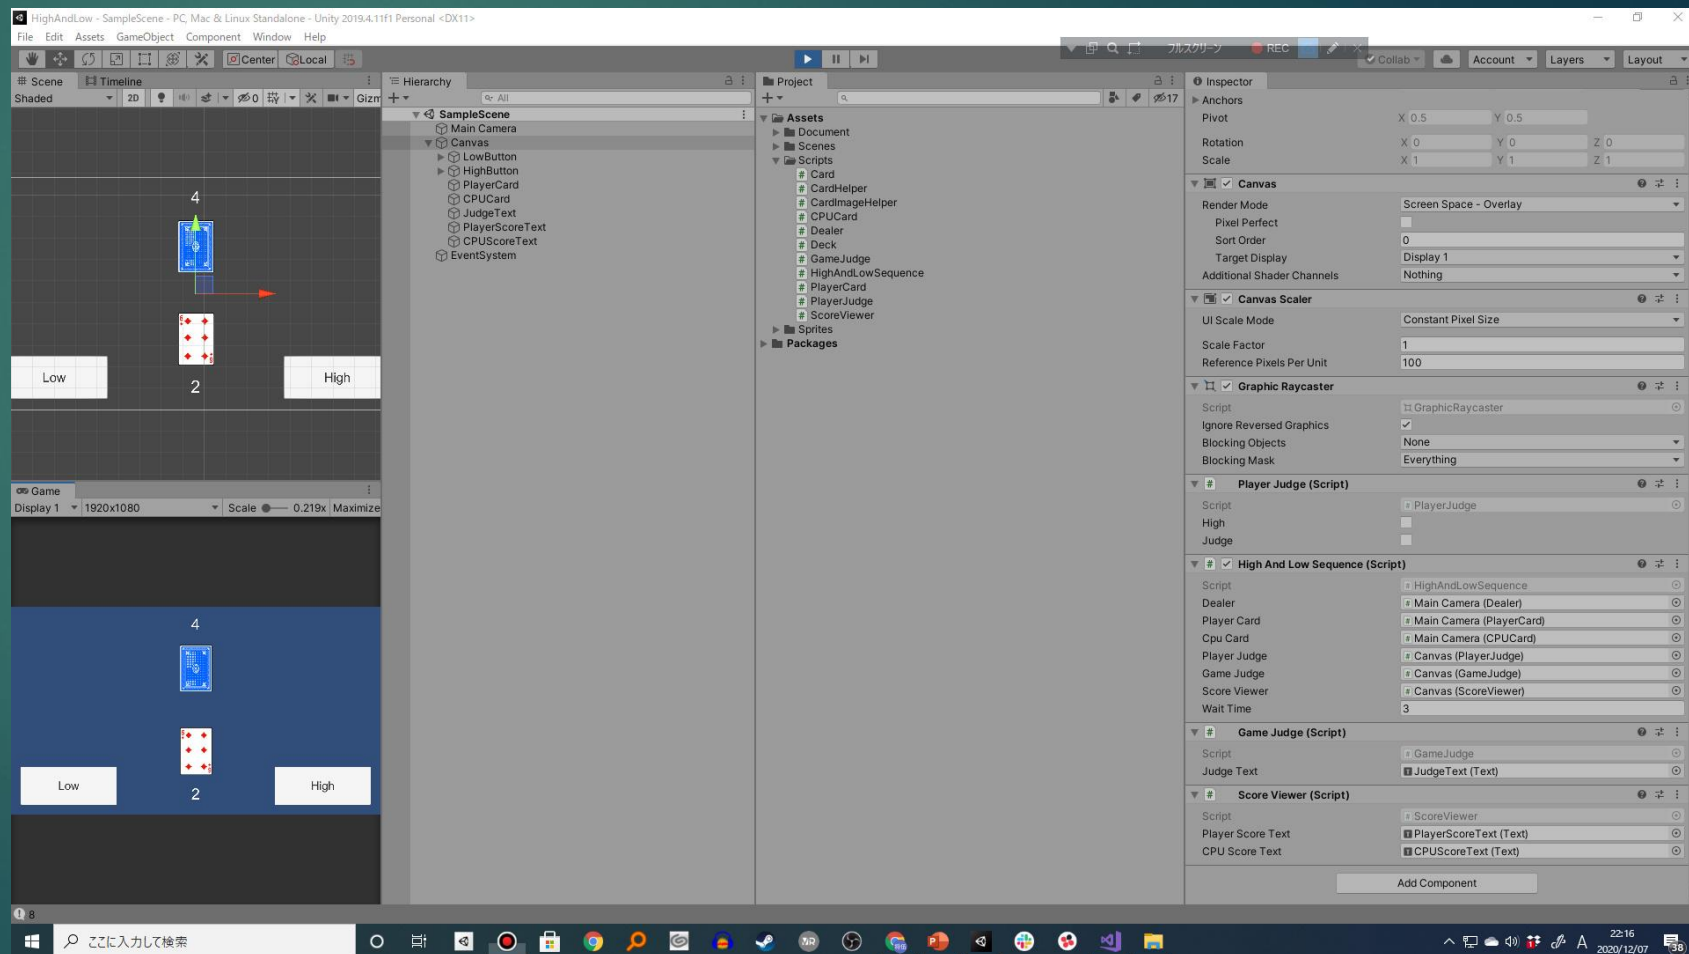 HighAndLow - SampleScene - PC, Mac & Linux Standalone - Unity 2019.4.11f1 Personal <DX11>
File Edit Assets GameObject Component Window Help
フルスクリーン REC
Center Local
Collab Account Layers Layout
Scene Timeline
Shaded 2D 0 Gizm
4
Low
2
High
Game
Display 1 1920x1080 Scale 0.219x Maximize
4
Low
2
High
8
Hierarchy
All
SampleScene
Main Camera
Canvas
LowButton
HighButton
PlayerCard
CPUCard
JudgeText
PlayerScoreText
CPUScoreText
EventSystem
Project
17
Assets
Document
Scenes
Scripts
Card
CardHelper
CardImageHelper
CPUCard
Dealer
Deck
GameJudge
HighAndLowSequence
PlayerCard
PlayerJudge
ScoreViewer
Sprites
Packages
Inspector
Anchors
Pivot X 0.5 Y 0.5
Rotation X 0 Y 0 Z 0
Scale X 1 Y 1 Z 1
Canvas
Render Mode Screen Space - Overlay
Pixel Perfect
Sort Order 0
Target Display Display 1
Additional Shader Channels Nothing
Canvas Scaler
UI Scale Mode Constant Pixel Size
Scale Factor 1
Reference Pixels Per Unit 100
Graphic Raycaster
Script GraphicRaycaster
Ignore Reversed Graphics
Blocking Objects None
Blocking Mask Everything
Player Judge (Script)
Script PlayerJudge
High
Judge
High And Low Sequence (Script)
Script HighAndLowSequence
Dealer Main Camera (Dealer)
Player Card Main Camera (PlayerCard)
Cpu Card Main Camera (CPUCard)
Player Judge Canvas (PlayerJudge)
Game Judge Canvas (GameJudge)
Score Viewer Canvas (ScoreViewer)
Wait Time 3
Game Judge (Script)
Script GameJudge
Judge Text JudgeText (Text)
Score Viewer (Script)
Script ScoreViewer
Player Score Text PlayerScoreText (Text)
CPU Score Text CPUScoreText (Text)
Add Component
ここに入力して検索
A 22:16
2020/12/07
38